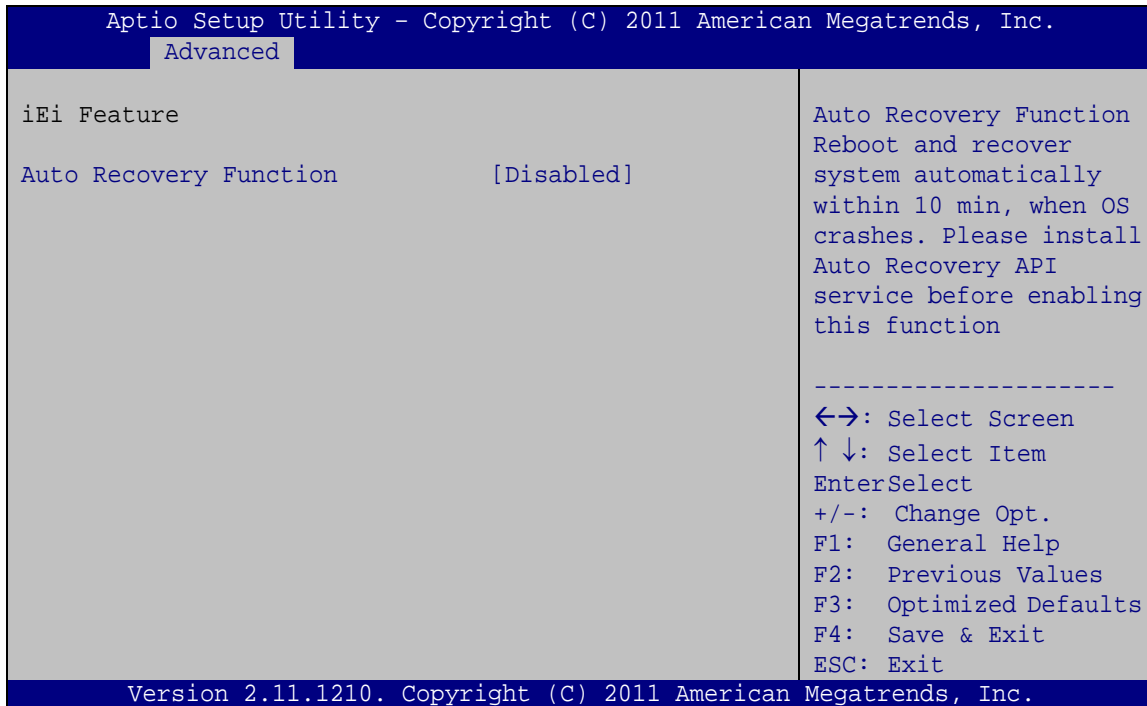 Aptio Setup Utility – Copyright (C) 2011 American Megatrends, Inc.
Advanced
iEi Feature
Auto Recovery Function [Disabled]
Auto Recovery Function
Reboot and recover
system automatically
within 10 min, when OS
crashes. Please install
Auto Recovery API
service before enabling
this function
---------------------
←→: Select Screen
↑ ↓: Select Item
EnterSelect
+/-: Change Opt.
F1: General Help
F2: Previous Values
F3: Optimized Defaults
F4: Save & Exit
ESC: Exit
Version 2.11.1210. Copyright (C) 2011 American Megatrends, Inc.